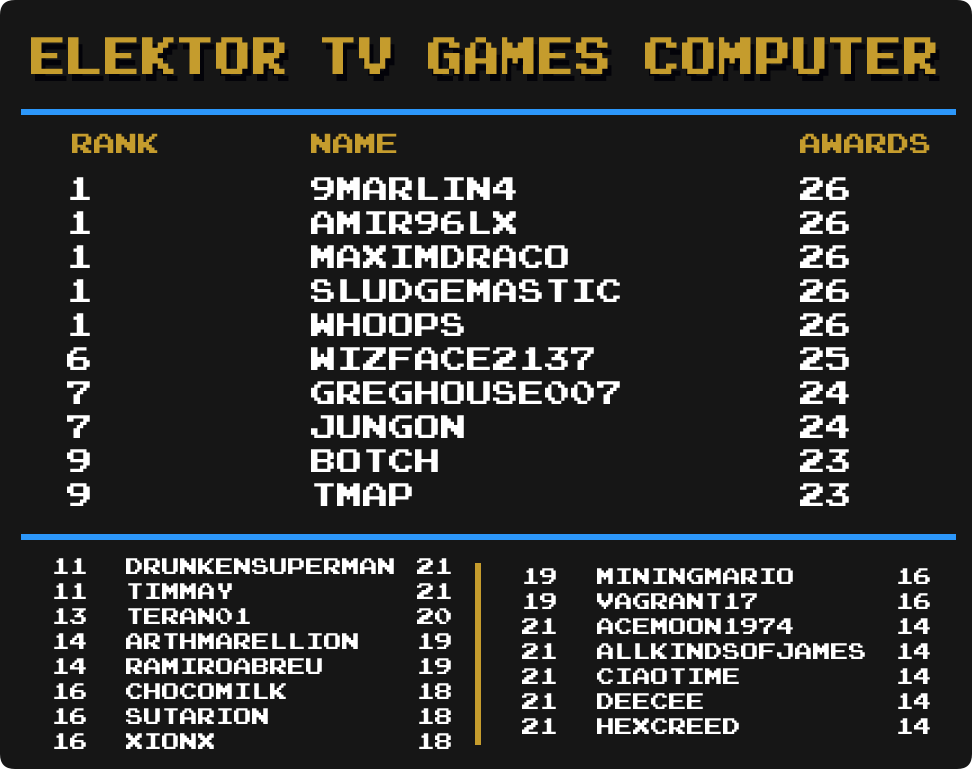 ELEKTOR TV GAMES COMPUTER
RANK NAME AWARDS
1 9MARLIN4 26
1 AMIR96LX 26
1 MAXIMDRACO 26
1 SLUDGEMASTIC 26
1 WHOOPS 26
6 WIZFACE2137 25
7 GREGHOUSE007 24
7 JUNGON 24
9 BOTCH 23
9 TMAP 23
11 DRUNKENSUPERMAN 21
11 TIMMAY 21
13 TERAN01 20
14 ARTHMARELLION 19
14 RAMIROABREU 19
16 CHOCOMILK 18
16 SUTARION 18
16 XIONX 18
19 MININGMARIO 16
19 VAGRANT17 16
21 ACEMOON1974 14
21 ALLKINDSOFJAMES 14
21 CIAOTIME 14
21 DEECEE 14
21 HEXCREED 14